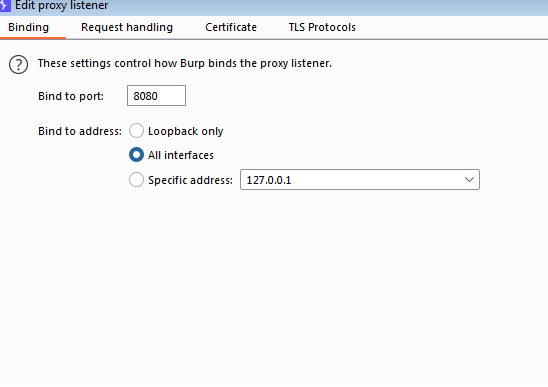 Edit proxy listener
Binding Request handling Certificate TLS Protocols
? These settings control how Burp binds the proxy listener.
Bind to port: 8080
Bind to address: Loopback only
All interfaces
Specific address: 127.0.0.1